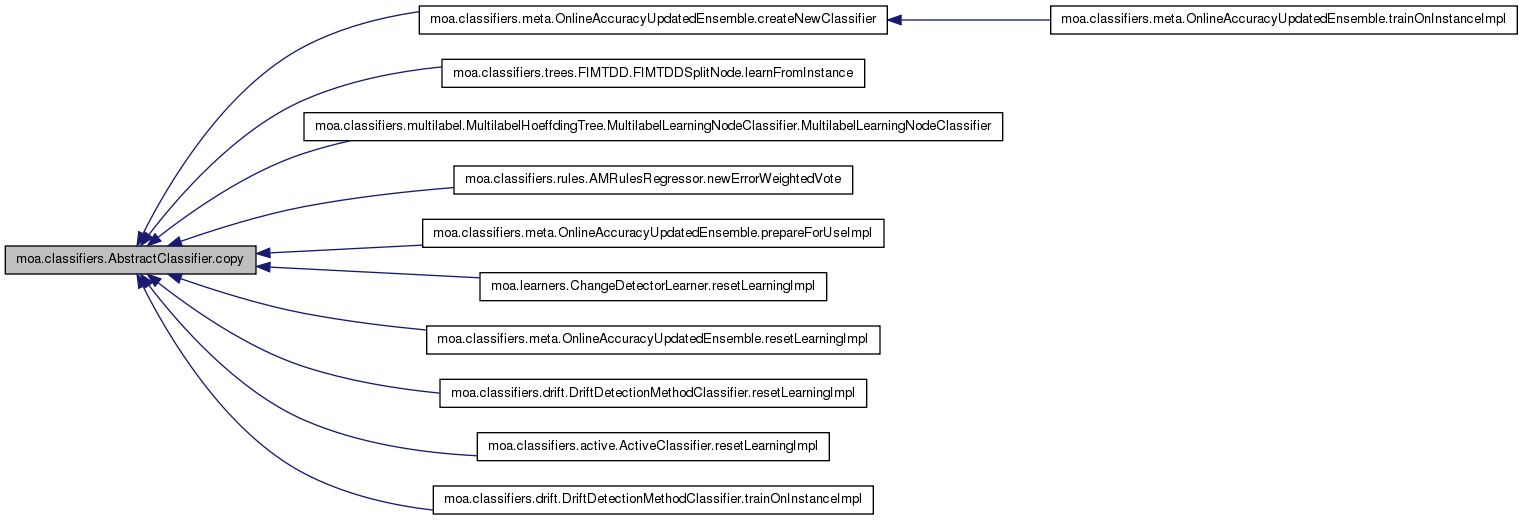 moa.classifiers.meta.OnlineAccuracyUpdatedEnsemble.createNewClassifier
moa.classifiers.meta.OnlineAccuracyUpdatedEnsemble.trainOnInstanceImpl
moa.classifiers.trees.FIMTDD.FIMTDDSplitNode.learnFromInstance
moa.classifiers.multilabel.MultilabelHoeffdingTree.MultilabelLearningNodeClassifier.MultilabelLearningNodeClassifier
moa.classifiers.rules.AMRulesRegressor.newErrorWeightedVote
moa.classifiers.meta.OnlineAccuracyUpdatedEnsemble.prepareForUseImpl
moa.classifiers.AbstractClassifier.copy
moa.learners.ChangeDetectorLearner.resetLearningImpl
moa.classifiers.meta.OnlineAccuracyUpdatedEnsemble.resetLearningImpl
moa.classifiers.drift.DriftDetectionMethodClassifier.resetLearningImpl
moa.classifiers.active.ActiveClassifier.resetLearningImpl
moa.classifiers.drift.DriftDetectionMethodClassifier.trainOnInstanceImpl